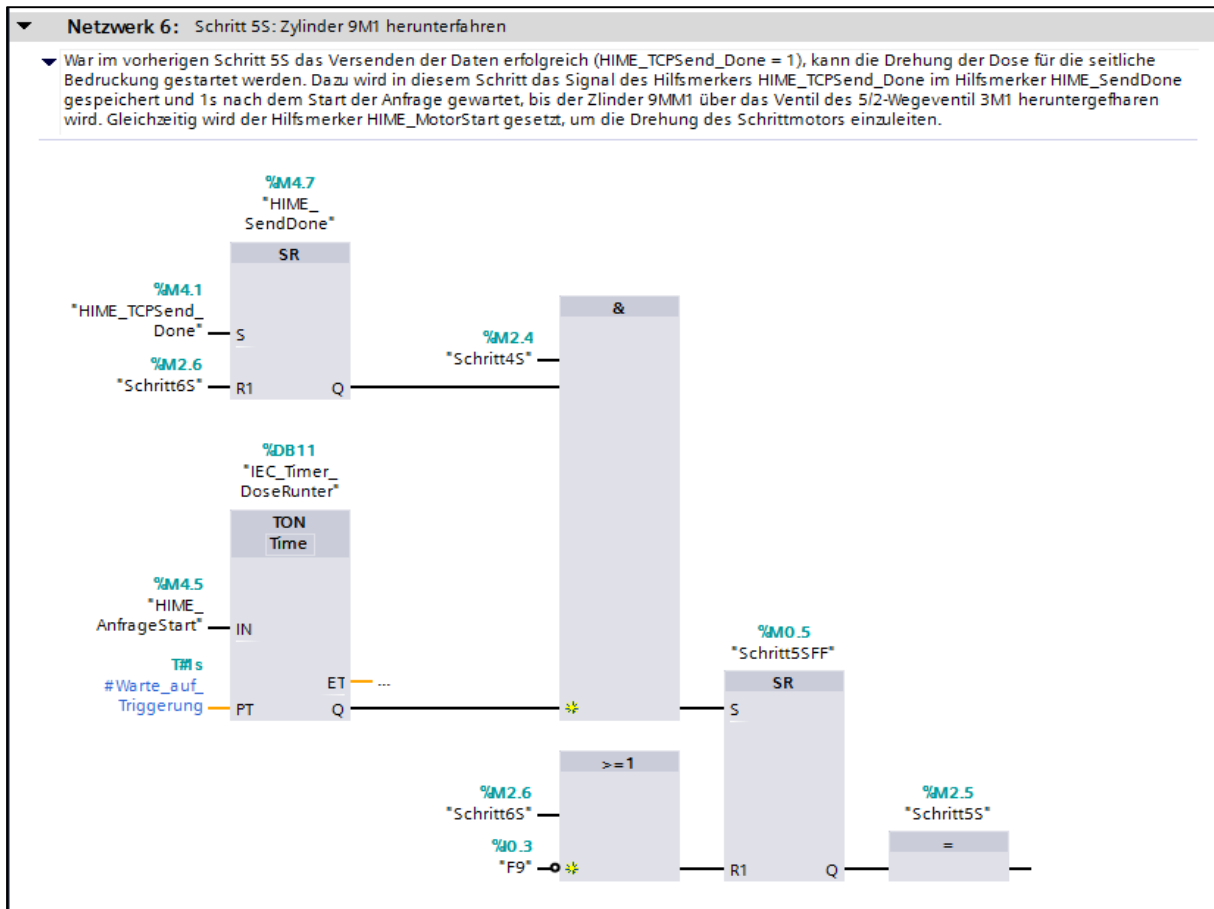 Netzwerk 6: Schritt 5S: Zylinder 9M1 herunterfahren
War im vorherigen Schritt 5S das Versenden der Daten erfolgreich (HIME_TCPSend_Done = 1), kann die Drehung der Dose für die seitliche
Bedruckung gestartet werden. Dazu wird in diesem Schritt das Signal des Hilfsmerkers HIME_TCPSend_Done im Hilfsmerker HIME_SendDone
gespeichert und 1s nach dem Start der Anfrage gewartet, bis der Zlinder 9MM1 über das Ventil des 5/2-Wegeventil 3M1 heruntergefharen
wird. Gleichzeitig wird der Hilfsmerker HIME_MotorStart gesetzt, um die Drehung des Schrittmotors einzuleiten.
%M4.7
"HIME_
SendDone"
SR
%M4.1
"HIME_TCPSend_
Done"
S
%M2.6
"Schritt6S"
R1 Q
&
%M2.4
"Schritt4S"
%DB11
"IEC_Timer_
DoseRunter"
TON
Time
%M4.5
"HIME_
AnfrageStart"
IN
T#1s
#Warte_auf_
Triggerung
ET ...
PT Q
%M0.5
"Schritt5SFF"
SR
S
>=1
%M2.6
"Schritt6S"
%I0.3
"F9"
R1 Q
%M2.5
"Schritt5S"
=